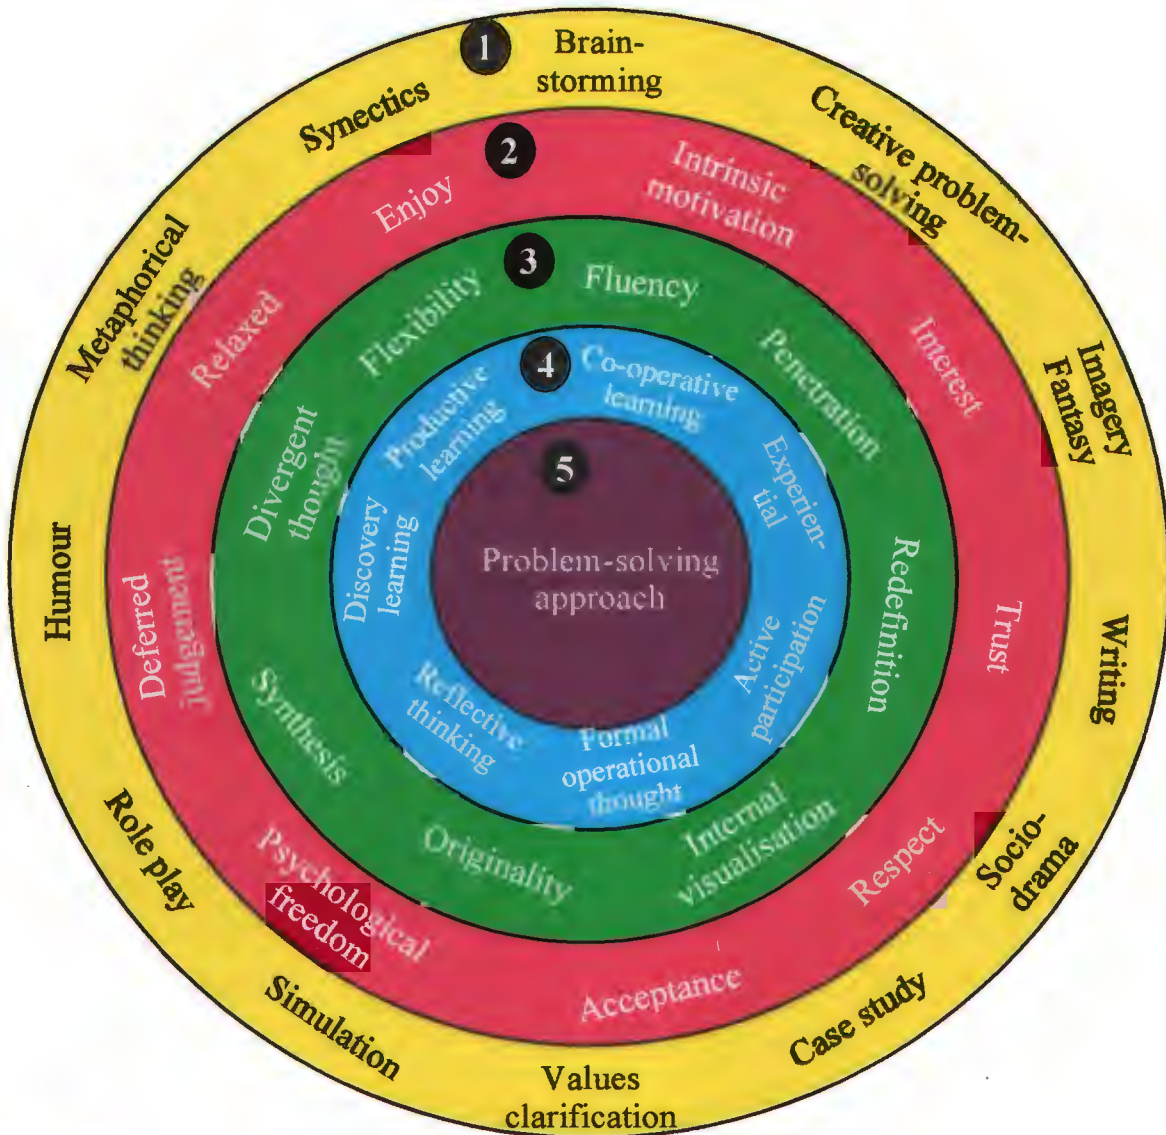 1
Brain-
storming
Creative problem-
solving
Imagery
Fantasy
Writing
Socio-
drama
Case study
Values
clarification
Simulation
Role play
Humour
Metaphorical
thinking
Synectics
2
Intrinsic
motivation
Interest
Trust
Respect
Acceptance
Psychological
freedom
Deferred
judgement
Relaxed
Enjoy
3
Fluency
Penetration
Redefinition
Internal
visualisation
Originality
Synthesis
Divergent
thought
Flexibility
4
Co-operative
learning
Experien-
tial
Active
participation
Formal
operational
thought
Reflective
thinking
Discovery
learning
Productive
learning
5
Problem-solving
approach